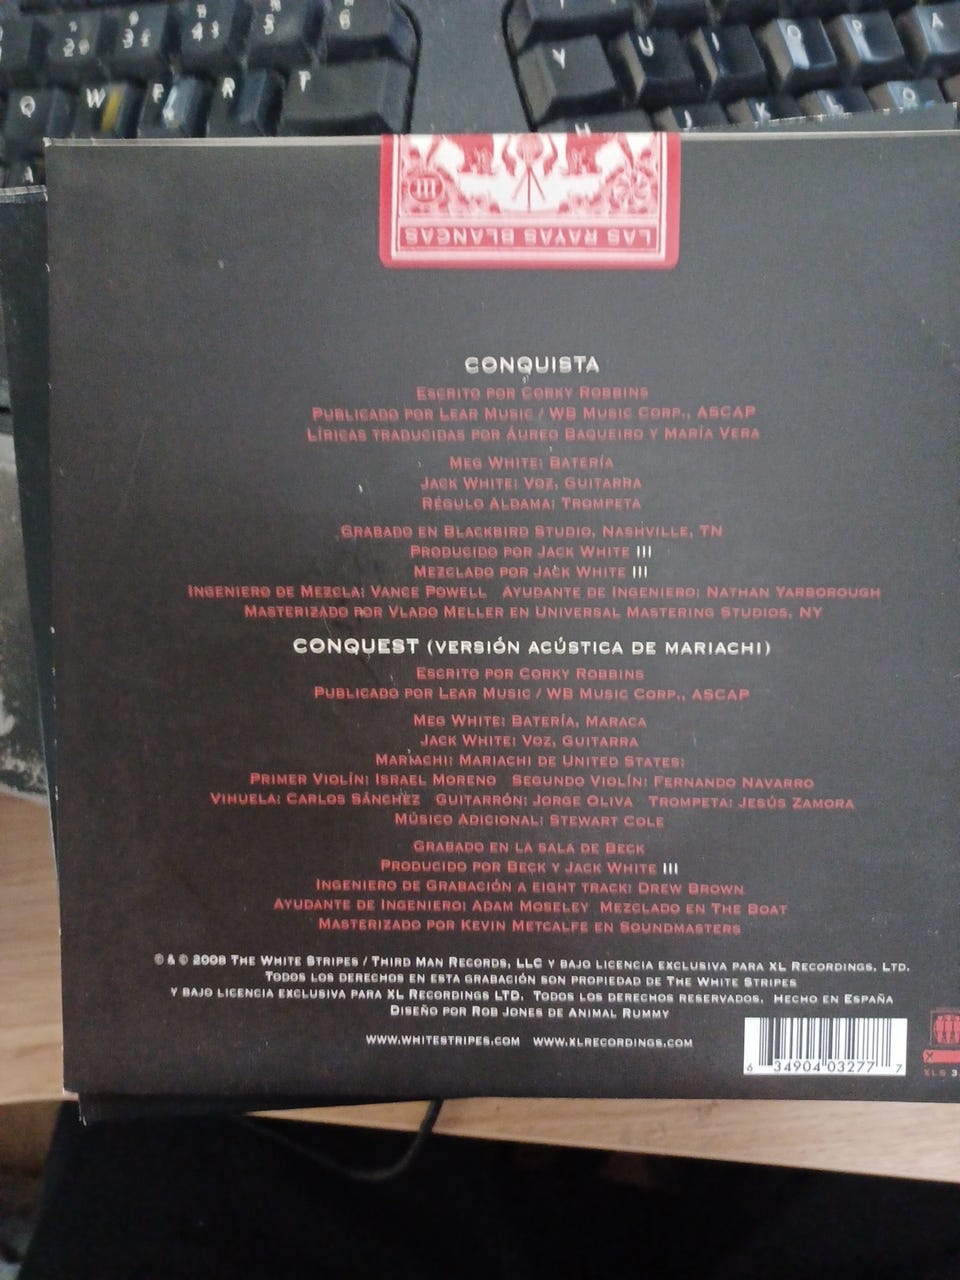 2 3 4 5 6
Q W R T Y U I O P
J K L
III
LAS RAYAS BLANCAS
CONQUISTA
ESCRITO POR CORKY ROBBINS
PUBLICADO POR LEAR MUSIC / WB MUSIC CORP., ASCAP
LÍRICAS TRADUCIDAS POR ÁUREO BAQUEIRO Y MARÍA VERA
MEG WHITE: BATERÍA
JACK WHITE: VOZ, GUITARRA
RÉGULO ALDAMA: TROMPETA
GRABADO EN BLACKBIRD STUDIO, NASHVILLE, TN
PRODUCIDO POR JACK WHITE III
MEZCLADO POR JACK WHITE III
INGENIERO DE MEZCLA: VANCE POWELL AYUDANTE DE INGENIERO: NATHAN YARBOROUGH
MASTERIZADO POR VLADO MELLER EN UNIVERSAL MASTERING STUDIOS, NY
CONQUEST (VERSIÓN ACÚSTICA DE MARIACHI)
ESCRITO POR CORKY ROBBINS
PUBLICADO POR LEAR MUSIC / WB MUSIC CORP., ASCAP
MEG WHITE: BATERÍA, MARACA
JACK WHITE: VOZ, GUITARRA
MARIACHI: MARIACHI DE UNITED STATES:
PRIMER VIOLÍN: ISRAEL MORENO SEGUNDO VIOLÍN: FERNANDO NAVARRO
VIHUELA: CARLOS SÁNCHEZ GUITARRÓN: JORGE OLIVA TROMPETA: JESÚS ZAMORA
MÚSICO ADICIONAL: STEWART COLE
GRABADO EN LA SALA DE BECK
PRODUCIDO POR BECK Y JACK WHITE III
INGENIERO DE GRABACIÓN A EIGHT TRACK: DREW BROWN
AYUDANTE DE INGENIERO: ADAM MOSELEY MEZCLADO EN THE BOAT
MASTERIZADO POR KEVIN METCALFE EN SOUNDMASTERS
℗ & © 2008 THE WHITE STRIPES / THIRD MAN RECORDS, LLC Y BAJO LICENCIA EXCLUSIVA PARA XL RECORDINGS, LTD.
TODOS LOS DERECHOS EN ESTA GRABACIÓN SON PROPIEDAD DE THE WHITE STRIPES
Y BAJO LICENCIA EXCLUSIVA PARA XL RECORDINGS LTD. TODOS LOS DERECHOS RESERVADOS. HECHO EN ESPAÑA
DISEÑO POR ROB JONES DE ANIMAL RUMMY
WWW.WHITESTRIPES.COM WWW.XLRECORDINGS.COM
6 34904 03277 7
XLS 3